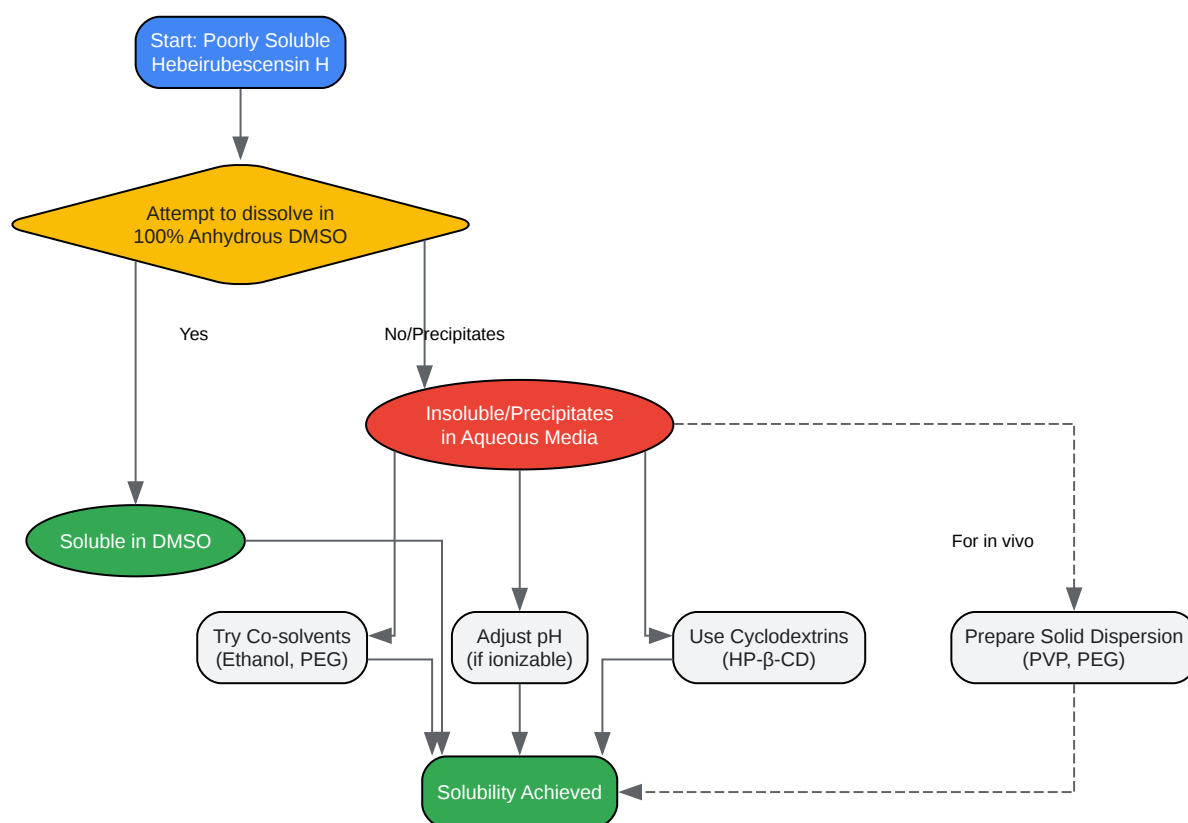 Start: Poorly Soluble
Hebeirubescensin H
Attempt to dissolve in
100% Anhydrous DMSO
Yes
No/Precipitates
Insoluble/Precipitates
in Aqueous Media
Soluble in DMSO
For in vivo
Try Co-solvents
(Ethanol, PEG)
Adjust pH
(if ionizable)
Use Cyclodextrins
(HP-β-CD)
Prepare Solid Dispersion
(PVP, PEG)
Solubility Achieved